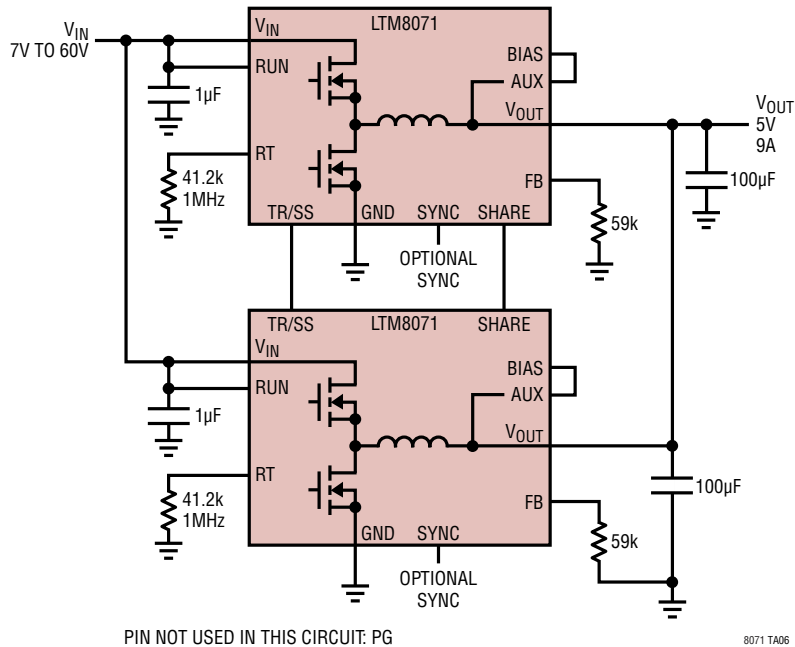 VIN
7V TO 60V
VIN
LTM8071
RUN
BIAS
AUX
1µF
VOUT
VOUT
5V
9A
RT
41.2k
1MHz
FB
100µF
TR/SS
GND
SYNC
SHARE
59k
OPTIONAL
SYNC
TR/SS
LTM8071
SHARE
VIN
RUN
BIAS
AUX
1µF
VOUT
RT
41.2k
1MHz
FB
100µF
GND
SYNC
59k
OPTIONAL
SYNC
PIN NOT USED IN THIS CIRCUIT: PG
8071 TA06